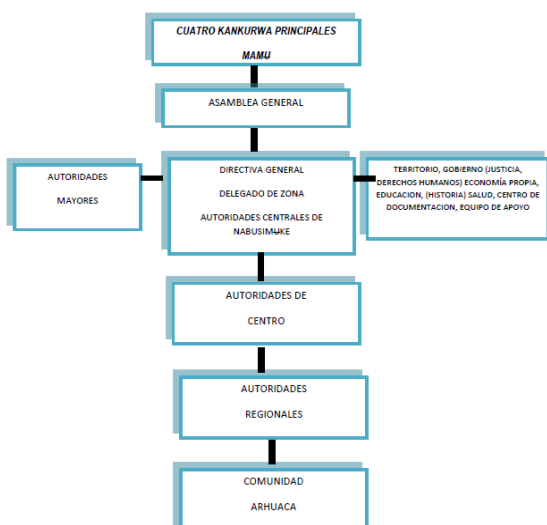 CUATRO KANKURWA PRINCIPALES
MAMʉ
ASAMBLEA GENERAL
AUTORIDADES
MAYORES
DIRECTIVA GENERAL
DELEGADO DE ZONA
AUTORIDADES CENTRALES DE
NABUSIMʉKE
TERRITORIO, GOBIERNO (JUSTICIA,
DERECHOS HUMANOS) ECONOMÍA PROPIA,
EDUCACION, (HISTORIA) SALUD, CENTRO DE
DOCUMENTACION, EQUIPO DE APOYO
AUTORIDADES DE
CENTRO
AUTORIDADES
REGIONALES
COMUNIDAD
ARHUACA